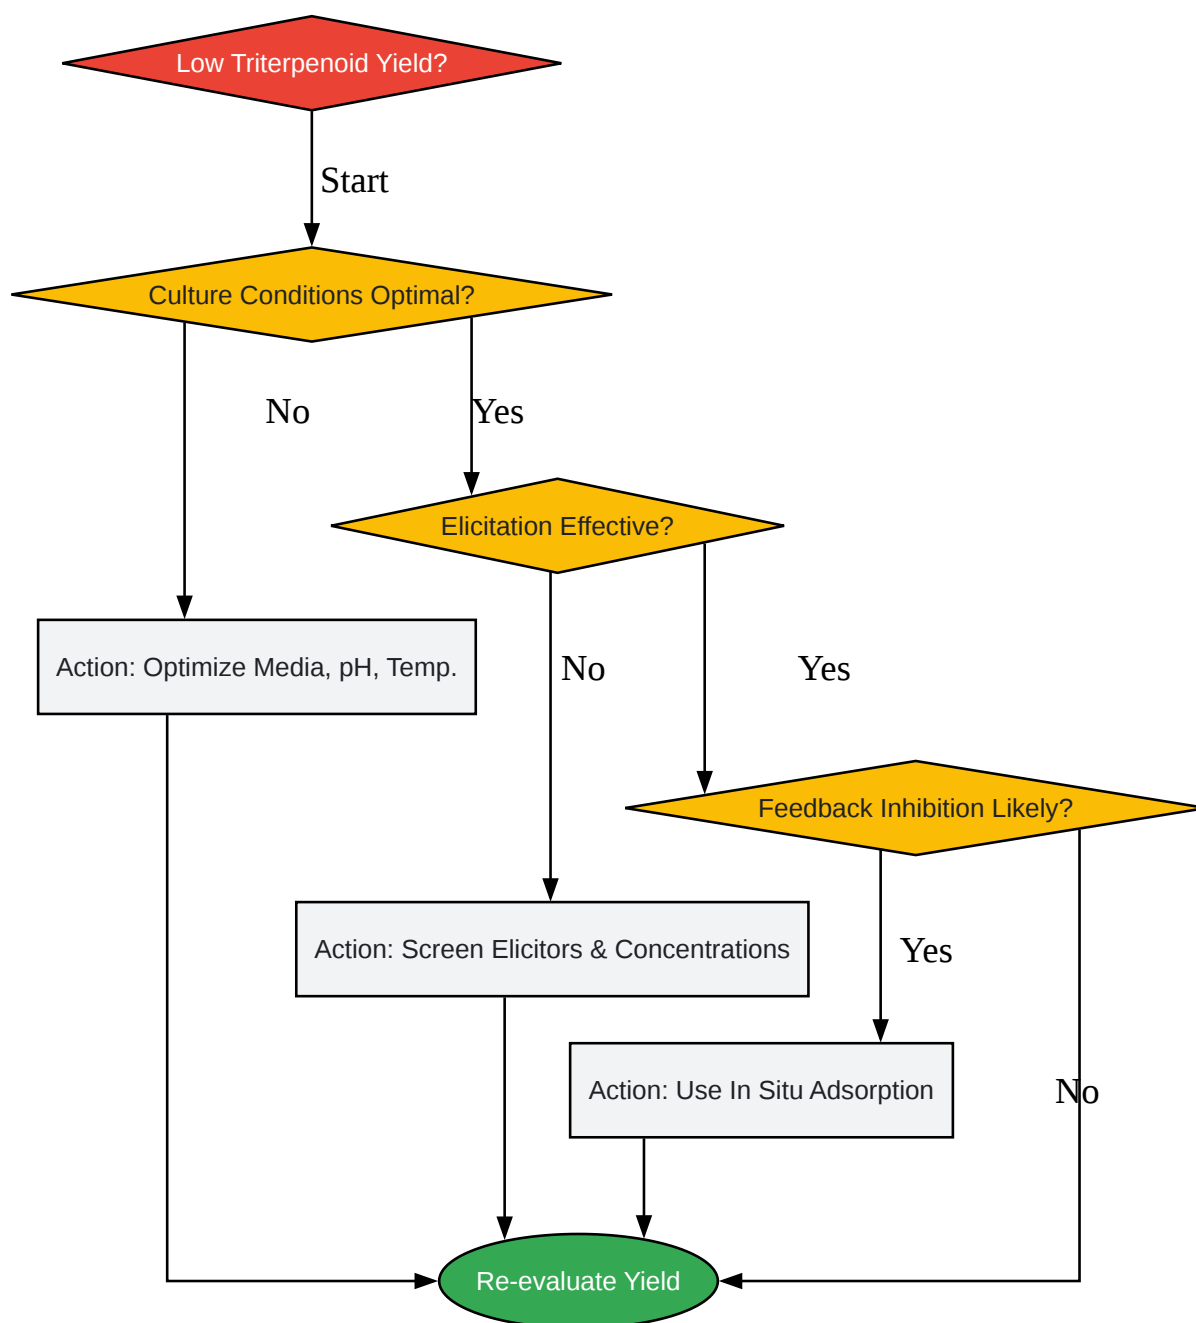 Low Triterpenoid Yield?
Start
Culture Conditions Optimal?
No
Yes
Elicitation Effective?
Action: Optimize Media, pH, Temp.
No
Yes
Feedback Inhibition Likely?
Action: Screen Elicitors & Concentrations
Yes
Action: Use In Situ Adsorption
No
Re-evaluate Yield